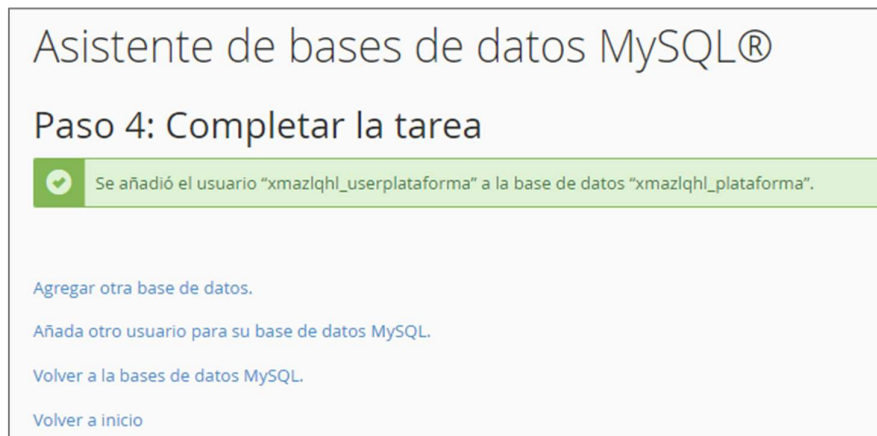 Asistente de bases de datos MySQL®
Paso 4: Completar la tarea
Se añadió el usuario “xmazlqhl_userplataforma” a la base de datos “xmazlqhl_plataforma”.
Agregar otra base de datos.
Añada otro usuario para su base de datos MySQL.
Volver a la bases de datos MySQL.
Volver a inicio